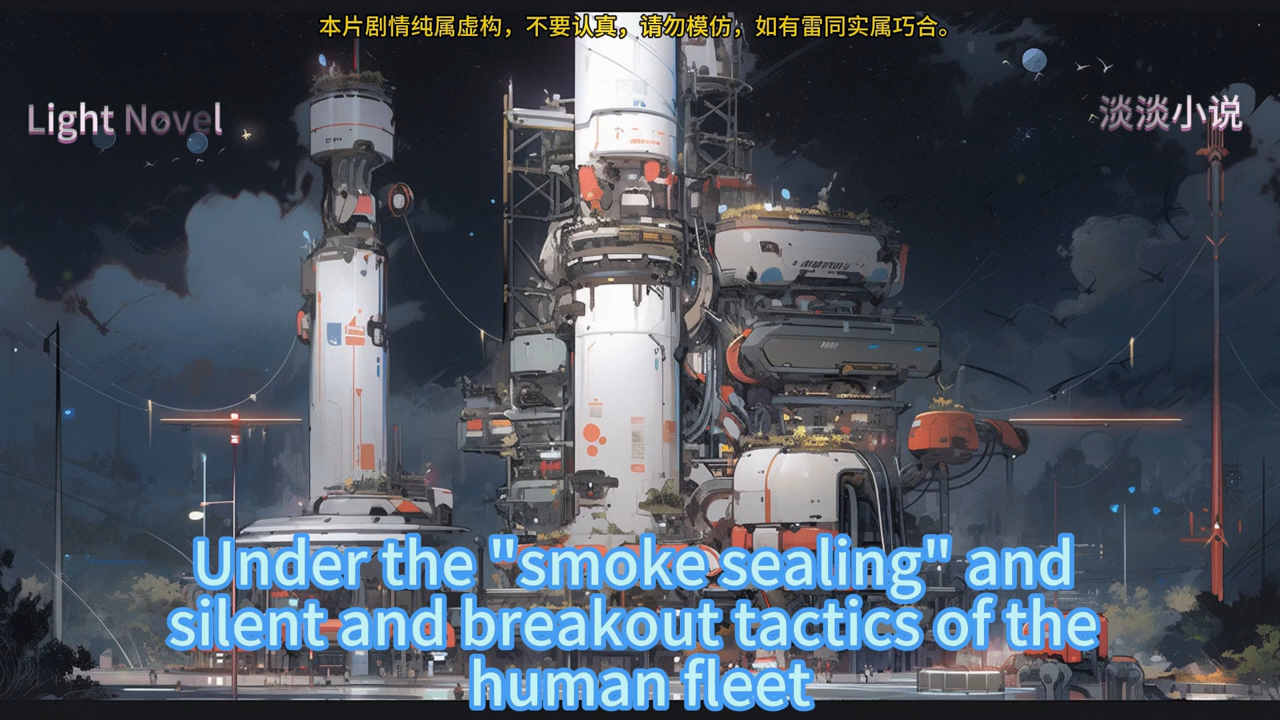 本片剧情纯属虚构，不要认真，请勿模仿，如有雷同实属巧合。
Light Novel
淡淡小说
Under the "smoke sealing" and
silent and breakout tactics of the
human fleet